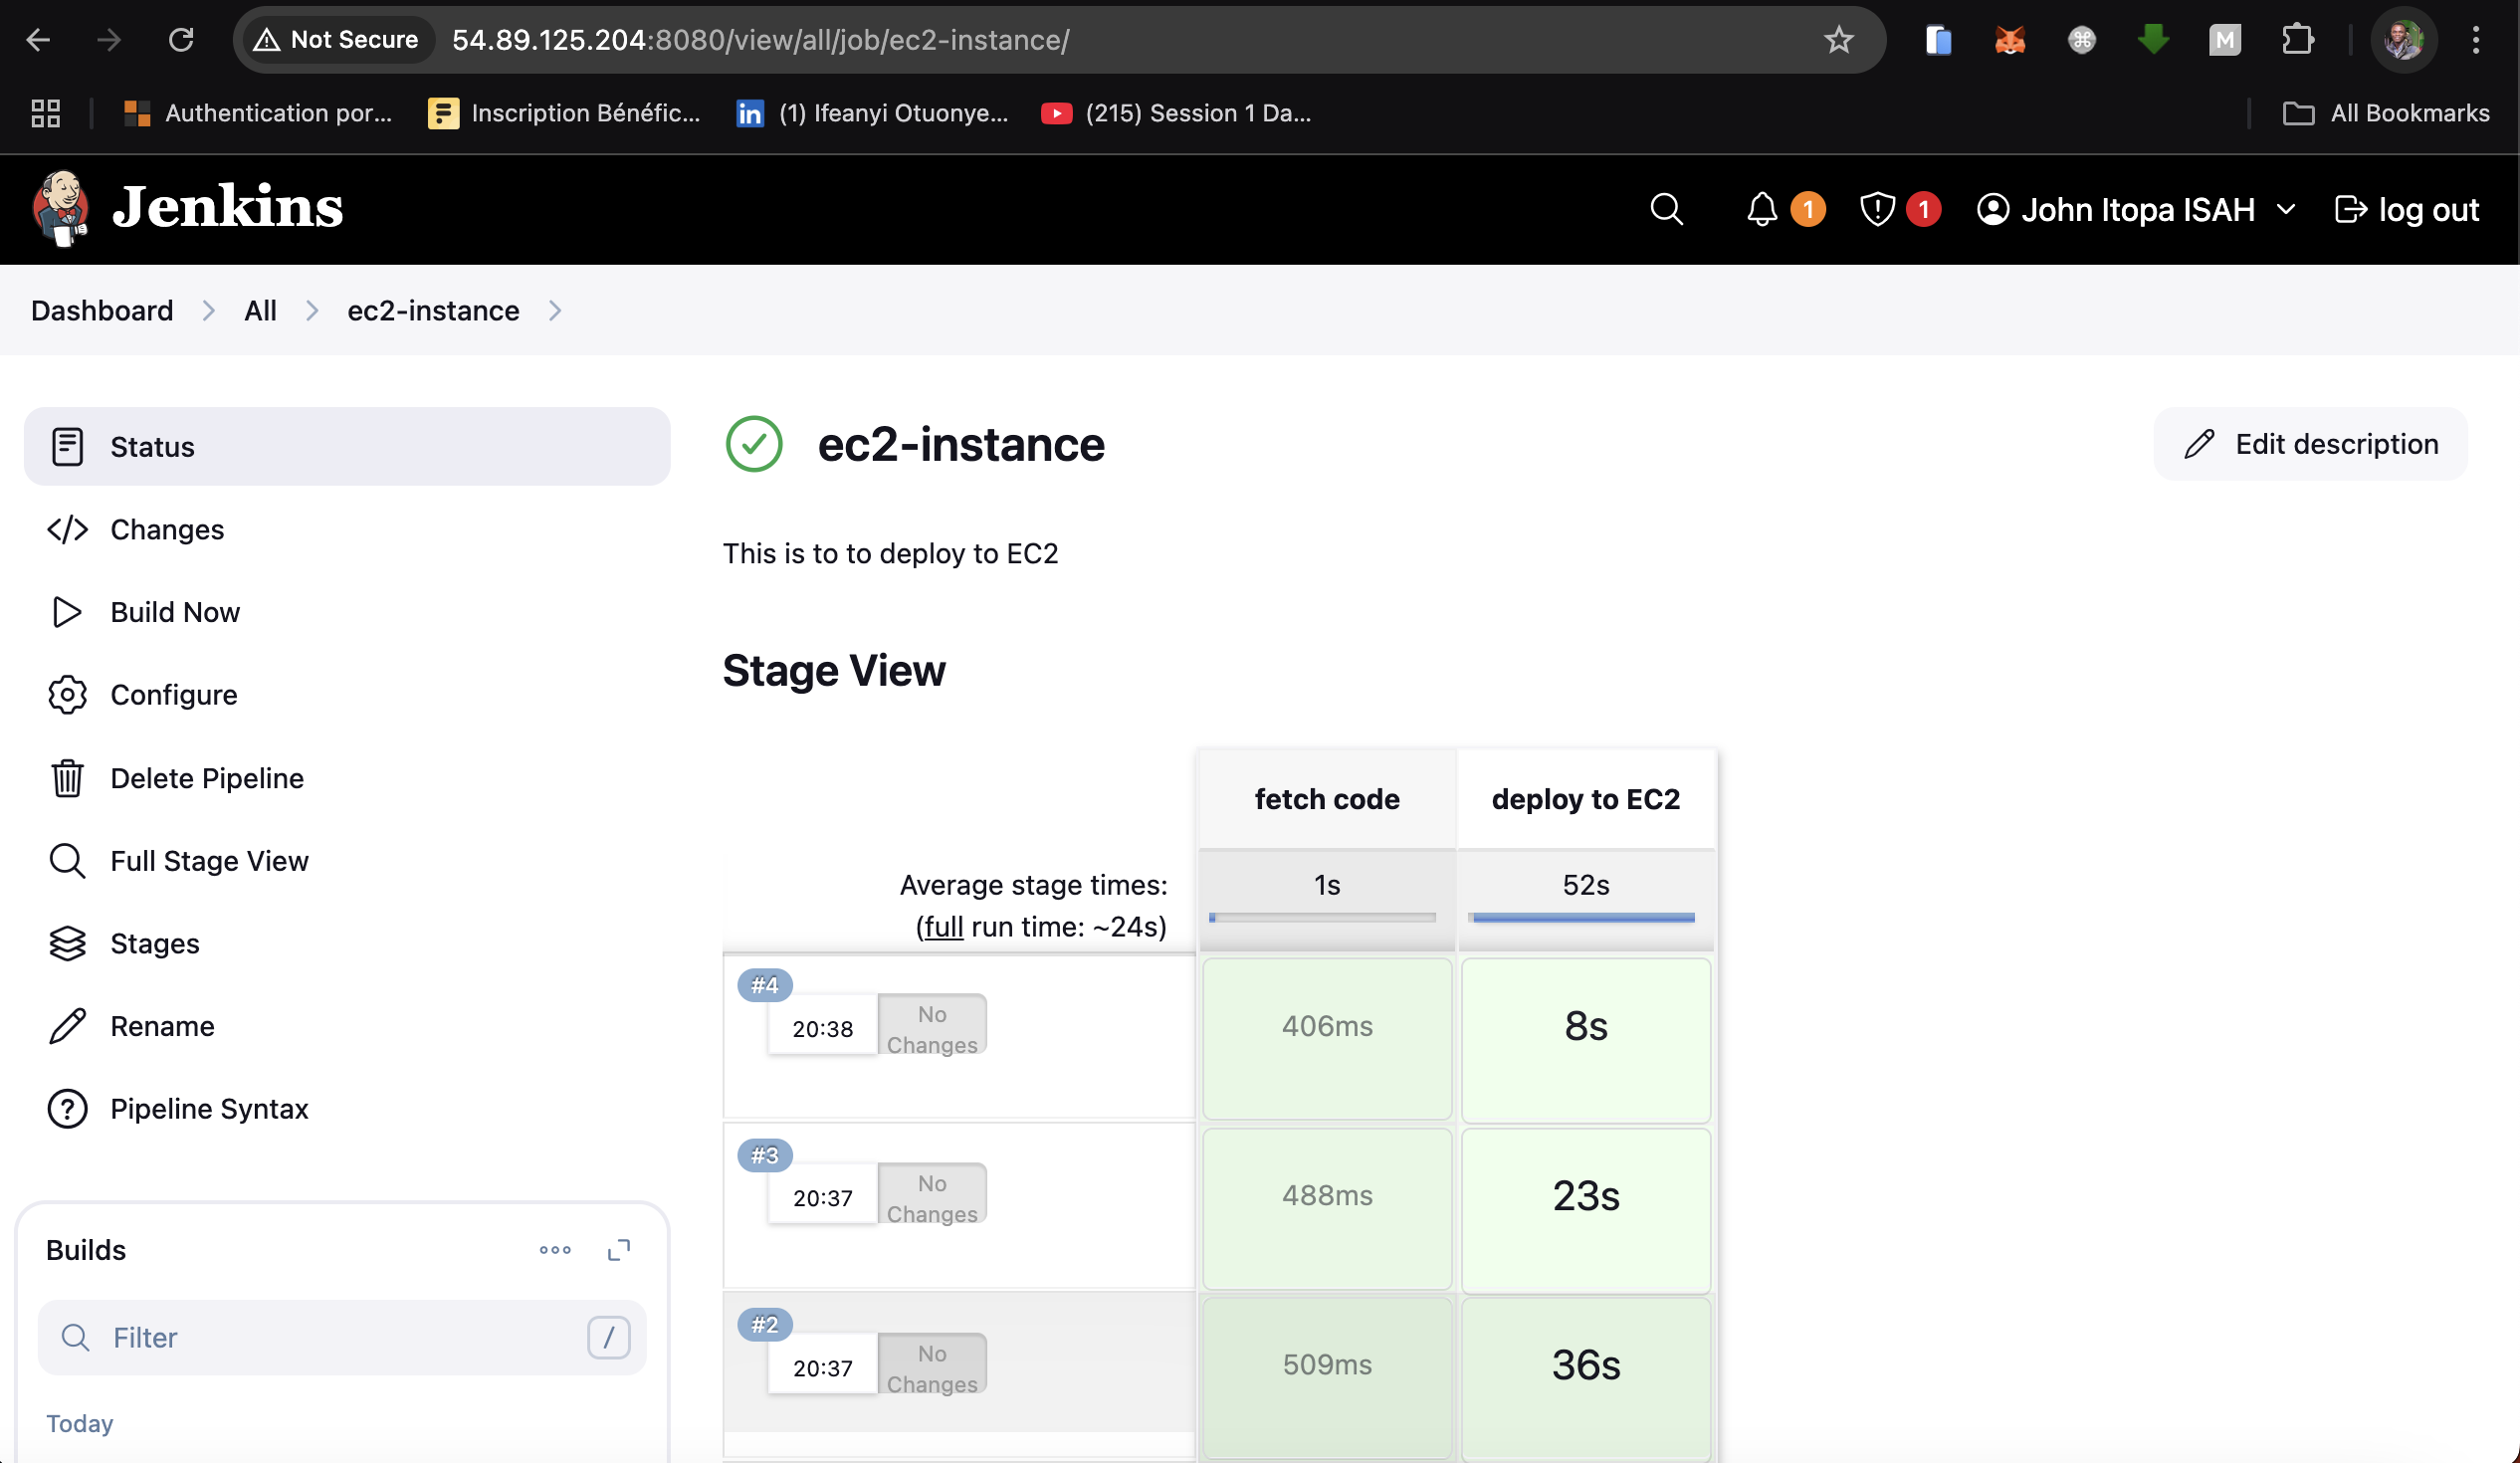 Not Secure
54.89.125.204:8080/view/all/job/ec2-instance/
M
Authentication por...
Inscription Bénéfic...
in
(1) Ifeanyi Otuonye...
(215) Session 1 Da...
All Bookmarks
Jenkins
1
1
John Itopa ISAH
log out
Dashboard
All
ec2-instance
Status
Changes
Build Now
Configure
Delete Pipeline
Full Stage View
Stages
Rename
Pipeline Syntax
Builds
Filter
/
Today
ec2-instance
Edit description
This is to to deploy to EC2
Stage View
fetch code
deploy to EC2
Average stage times:
(full run time: ~24s)
1s
52s
#4
20:38
No
Changes
406ms
8s
#3
20:37
No
Changes
488ms
23s
#2
20:37
No
Changes
509ms
36s